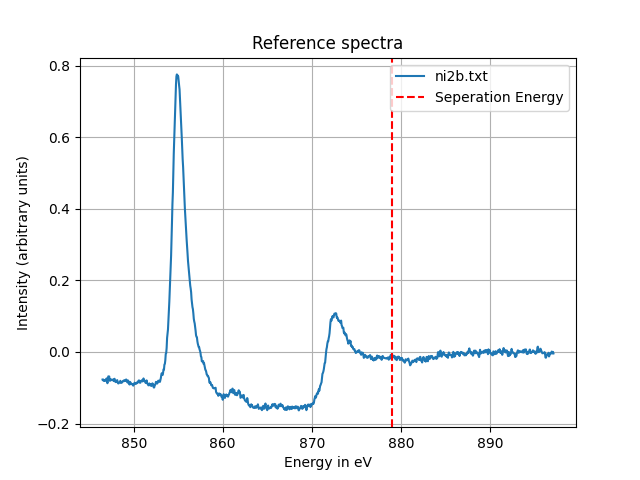 Reference spectra
ni2b.txt
Seperation Energy
Intensity (arbitrary units)
0.8
0.6
0.4
0.2
0.0
−0.2
850 860 870 880 890
Energy in eV